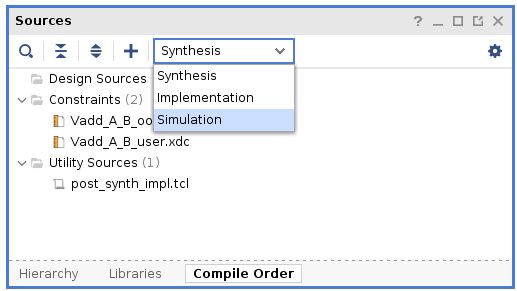 Sources ?
Synthesis
Design Sources
Synthesis
Constraints (2)
Implementation
Vadd_A_B_oo
Simulation
Vadd_A_B_user.xdc
Utility Sources (1)
post_synth_impl.tcl
Hierarchy Libraries Compile Order